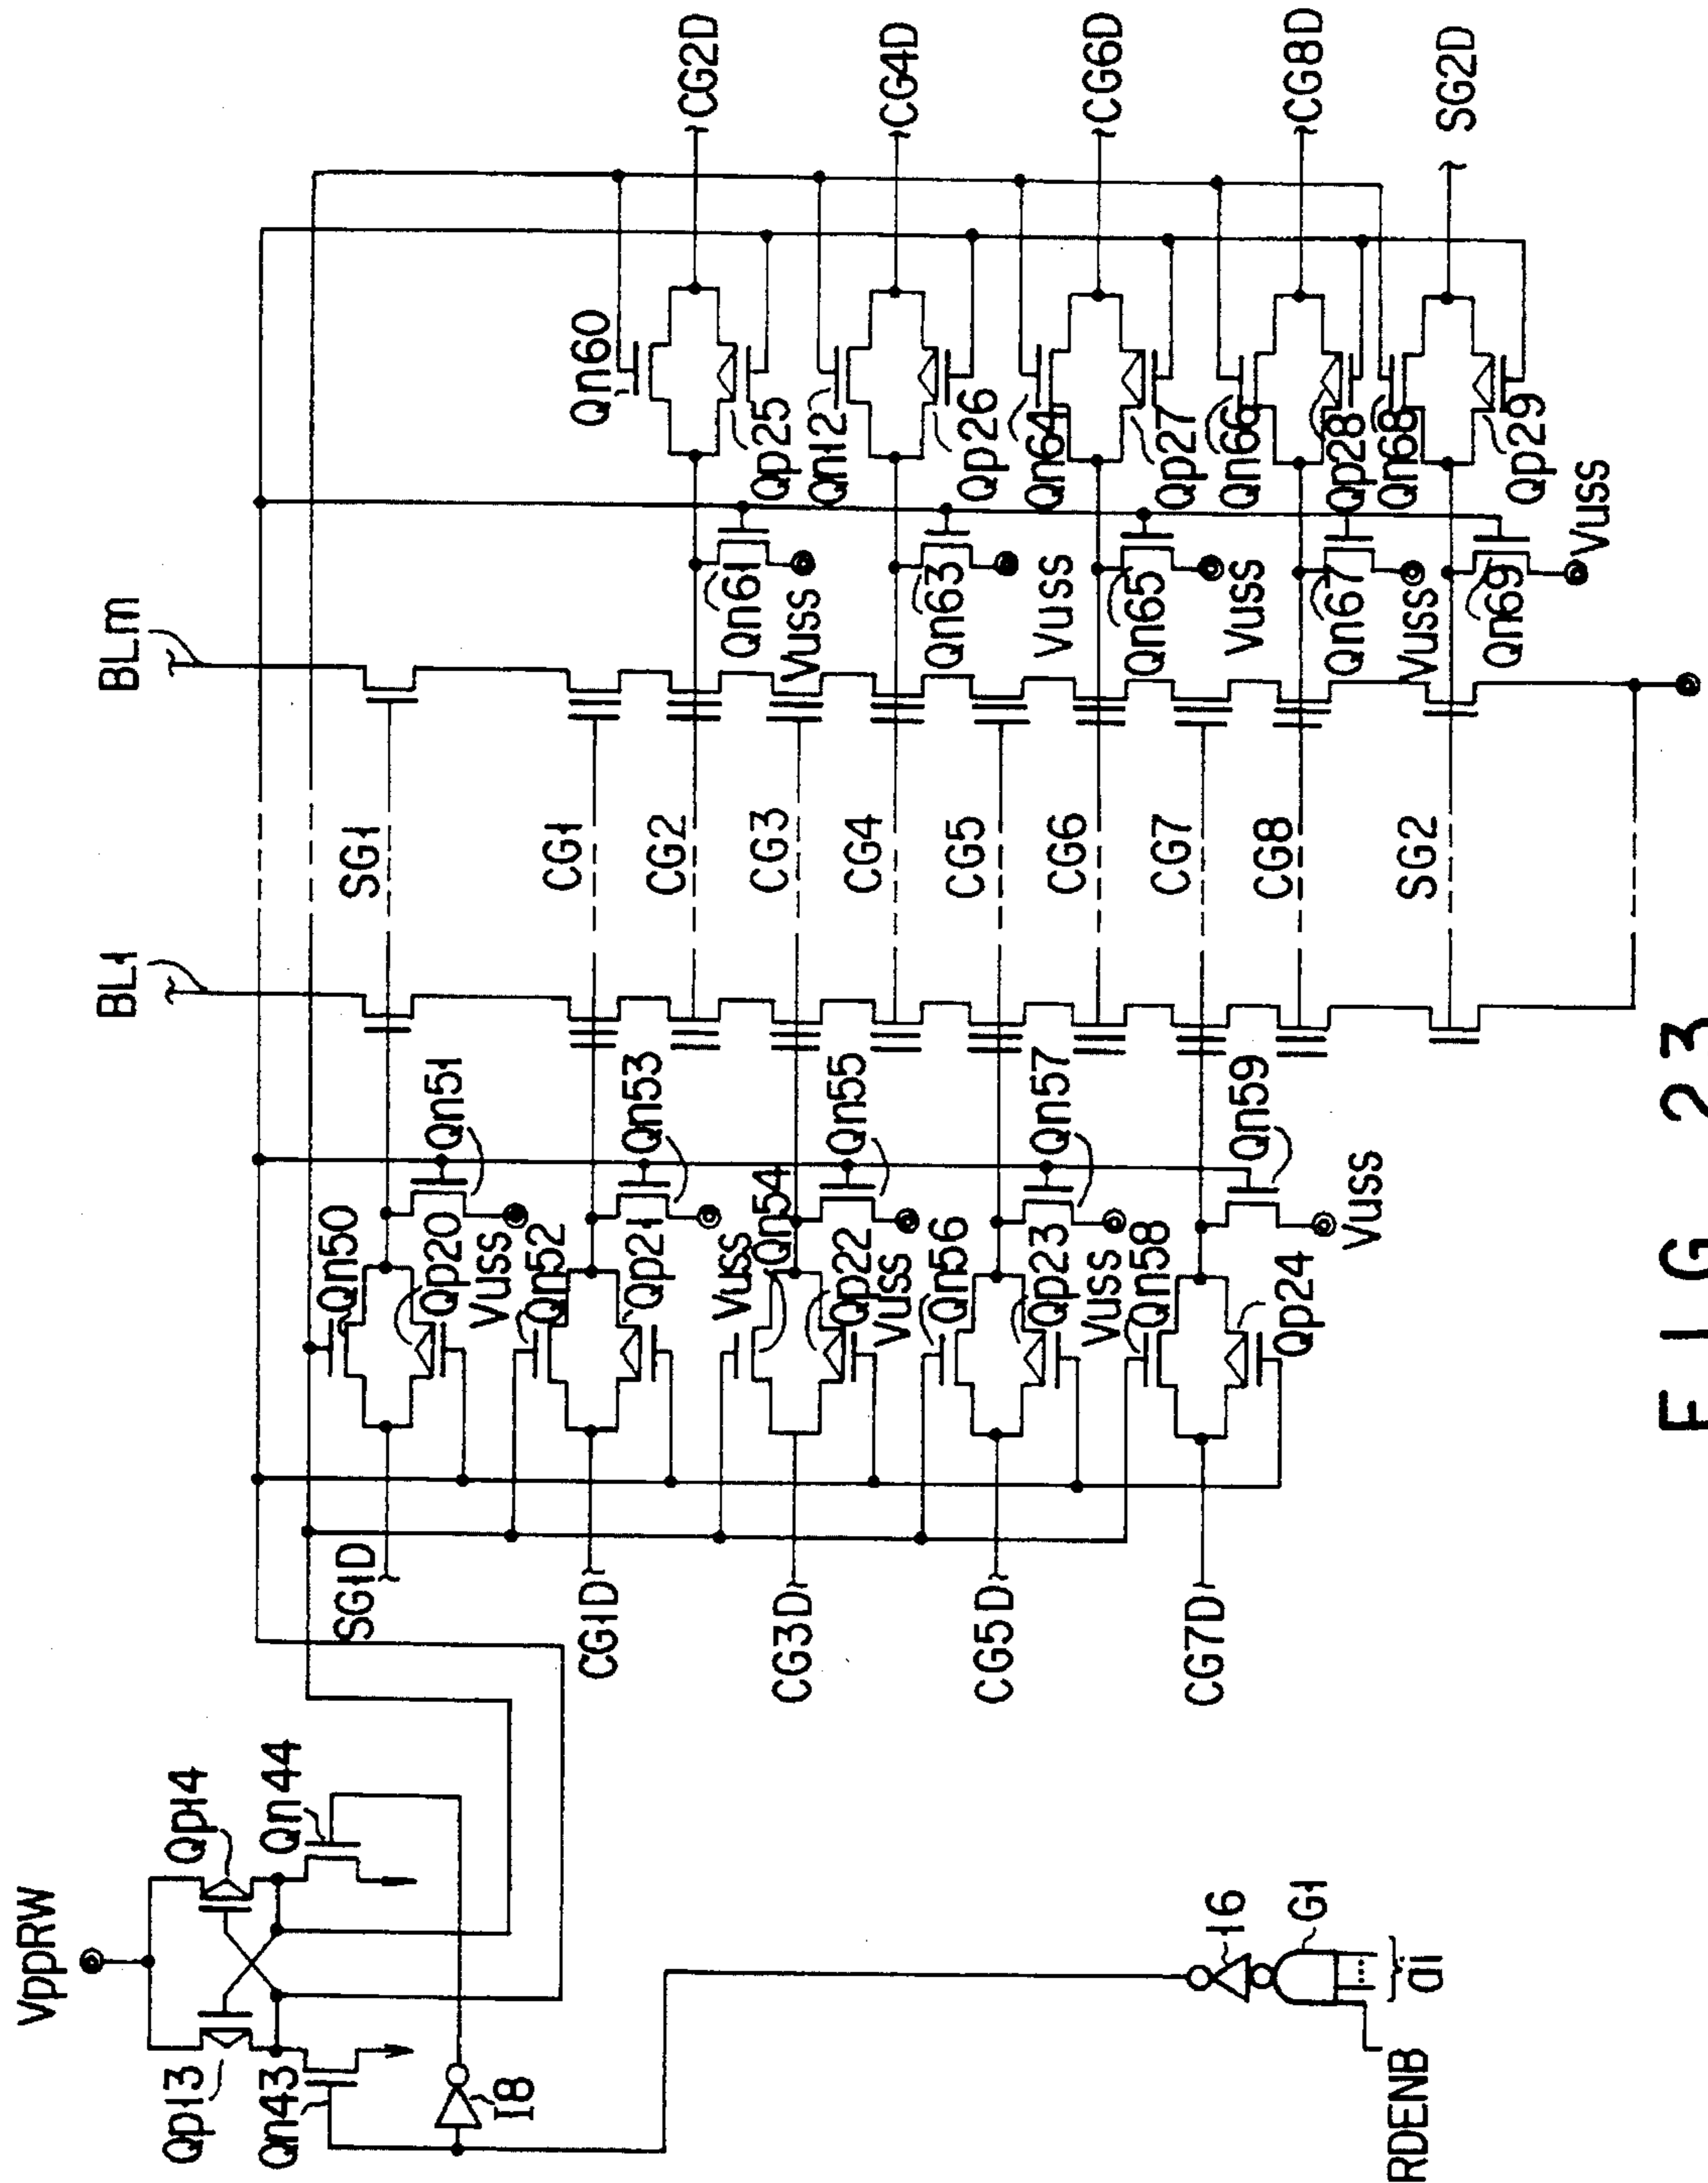 VppRW
Qp13
Qp14
Qn43
Qn44
I8
I6
G1
ai
RDENB
BL1
BLm
SG1D
CG1D
CG3D
CG5D
CG7D
Qn50
Qn51
Qp20
Vuss
Qn52
Qn53
Qp21
Vuss
Qn54
Qn55
Qp22
Vuss
Qn56
Qn57
Qp23
Vuss
Qn58
Qn59
Qp24
Vuss
SG1
CG1
CG2
CG3
CG4
CG5
CG6
CG7
CG8
SG2
Qn60
Qn61
Qp25
Vuss
Qn12
Qn63
Qp26
Vuss
Qn64
Qn65
Qp27
Vuss
Qn66
Qn67
Qp28
Vuss
Qn68
Qn69
Qp29
Vuss
CG2D
CG4D
CG6D
CG8D
SG2D
FIG 23